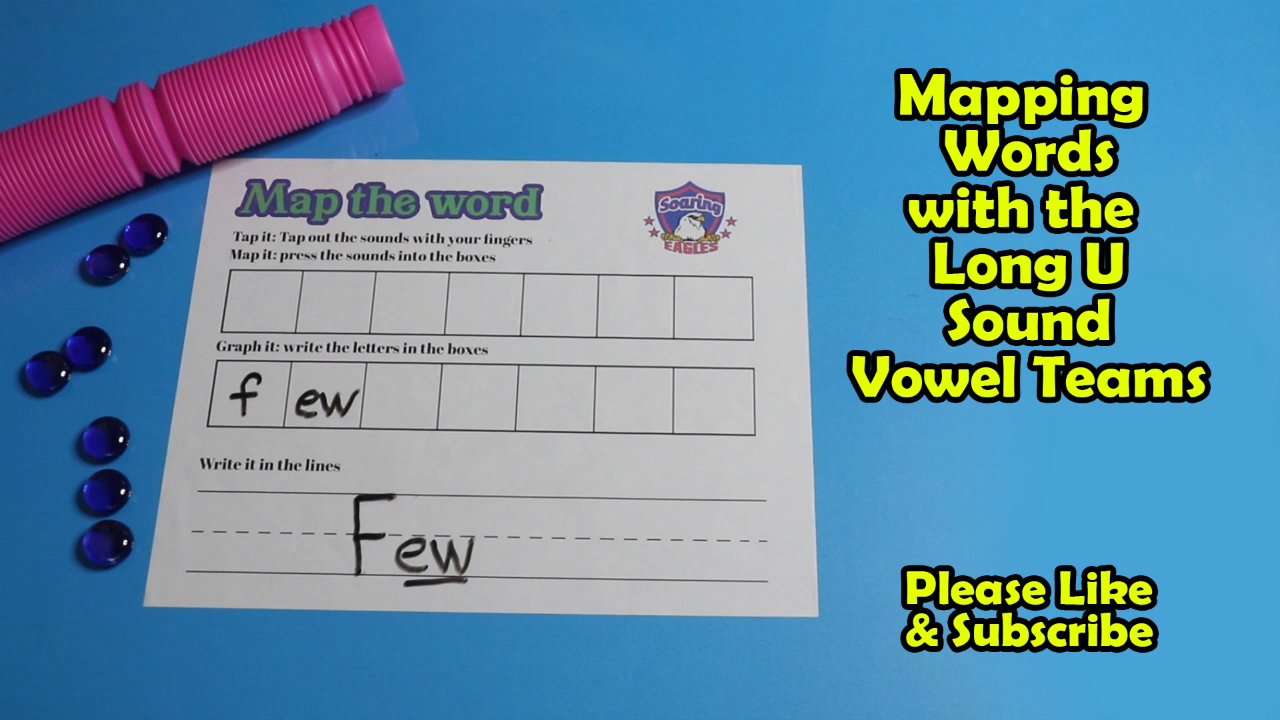 Map the word
Soaring
EAGLES
Tap it: Tap out the sounds with your fingers
Map it: press the sounds into the boxes
Graph it: write the letters in the boxes
f ew
Write it in the lines
Few
Mapping
Words
with the
Long U
Sound
Vowel Teams
Please Like
& Subscribe